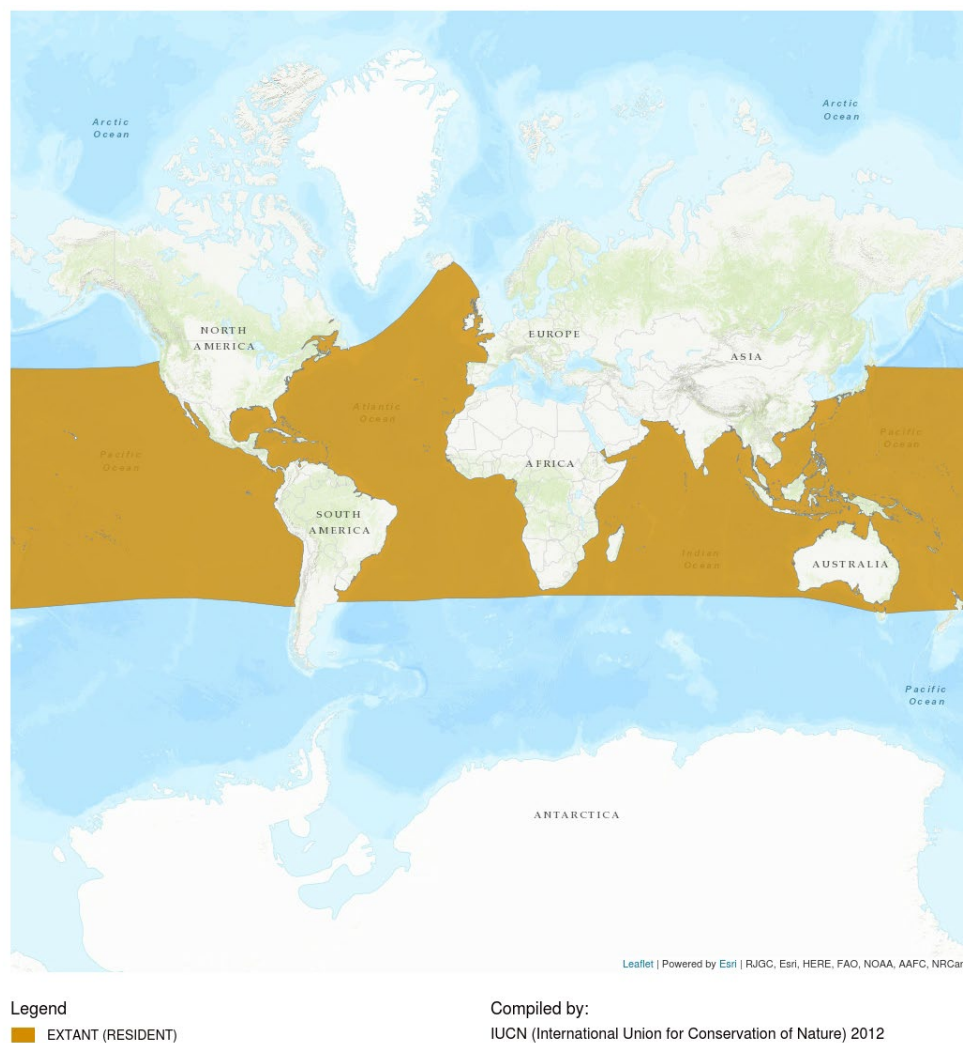 Arctic
Ocean
Arctic
Ocean
NORTH
AMERICA
EUROPE
ASIA
Atlantic
Ocean
Pacific
Ocean
Pacific
Ocean
AFRICA
SOUTH
AMERICA
Indian
Ocean
AUSTRALIA
Pacific
Ocean
ANTARCTICA
Leaflet | Powered by Esri | RJGC, Esri, HERE, FAO, NOAA, AAFC, NRCan
Legend
EXTANT (RESIDENT)
Compiled by:
IUCN (International Union for Conservation of Nature) 2012